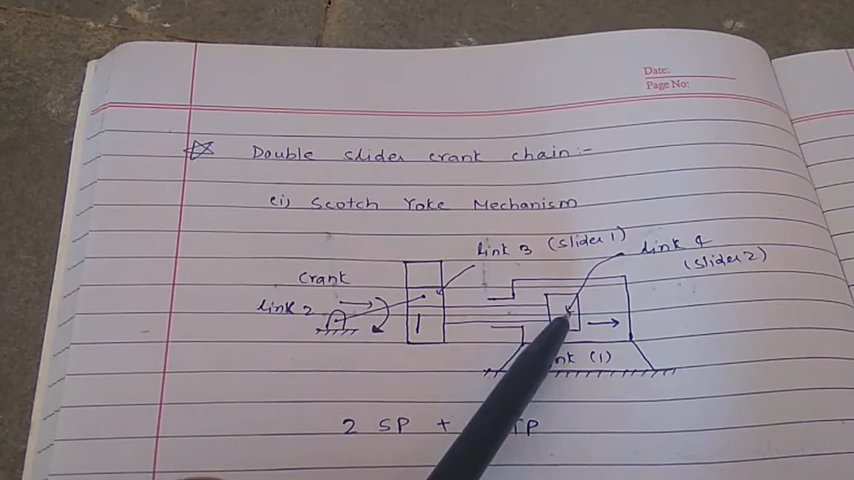 Date:
Page No:
Double slider crank chain:-
(i) Scotch Yoke Mechanism
link 3 (Slider 1)
link 4
(slider 2)
crank
link 2
(1)
2 SP +